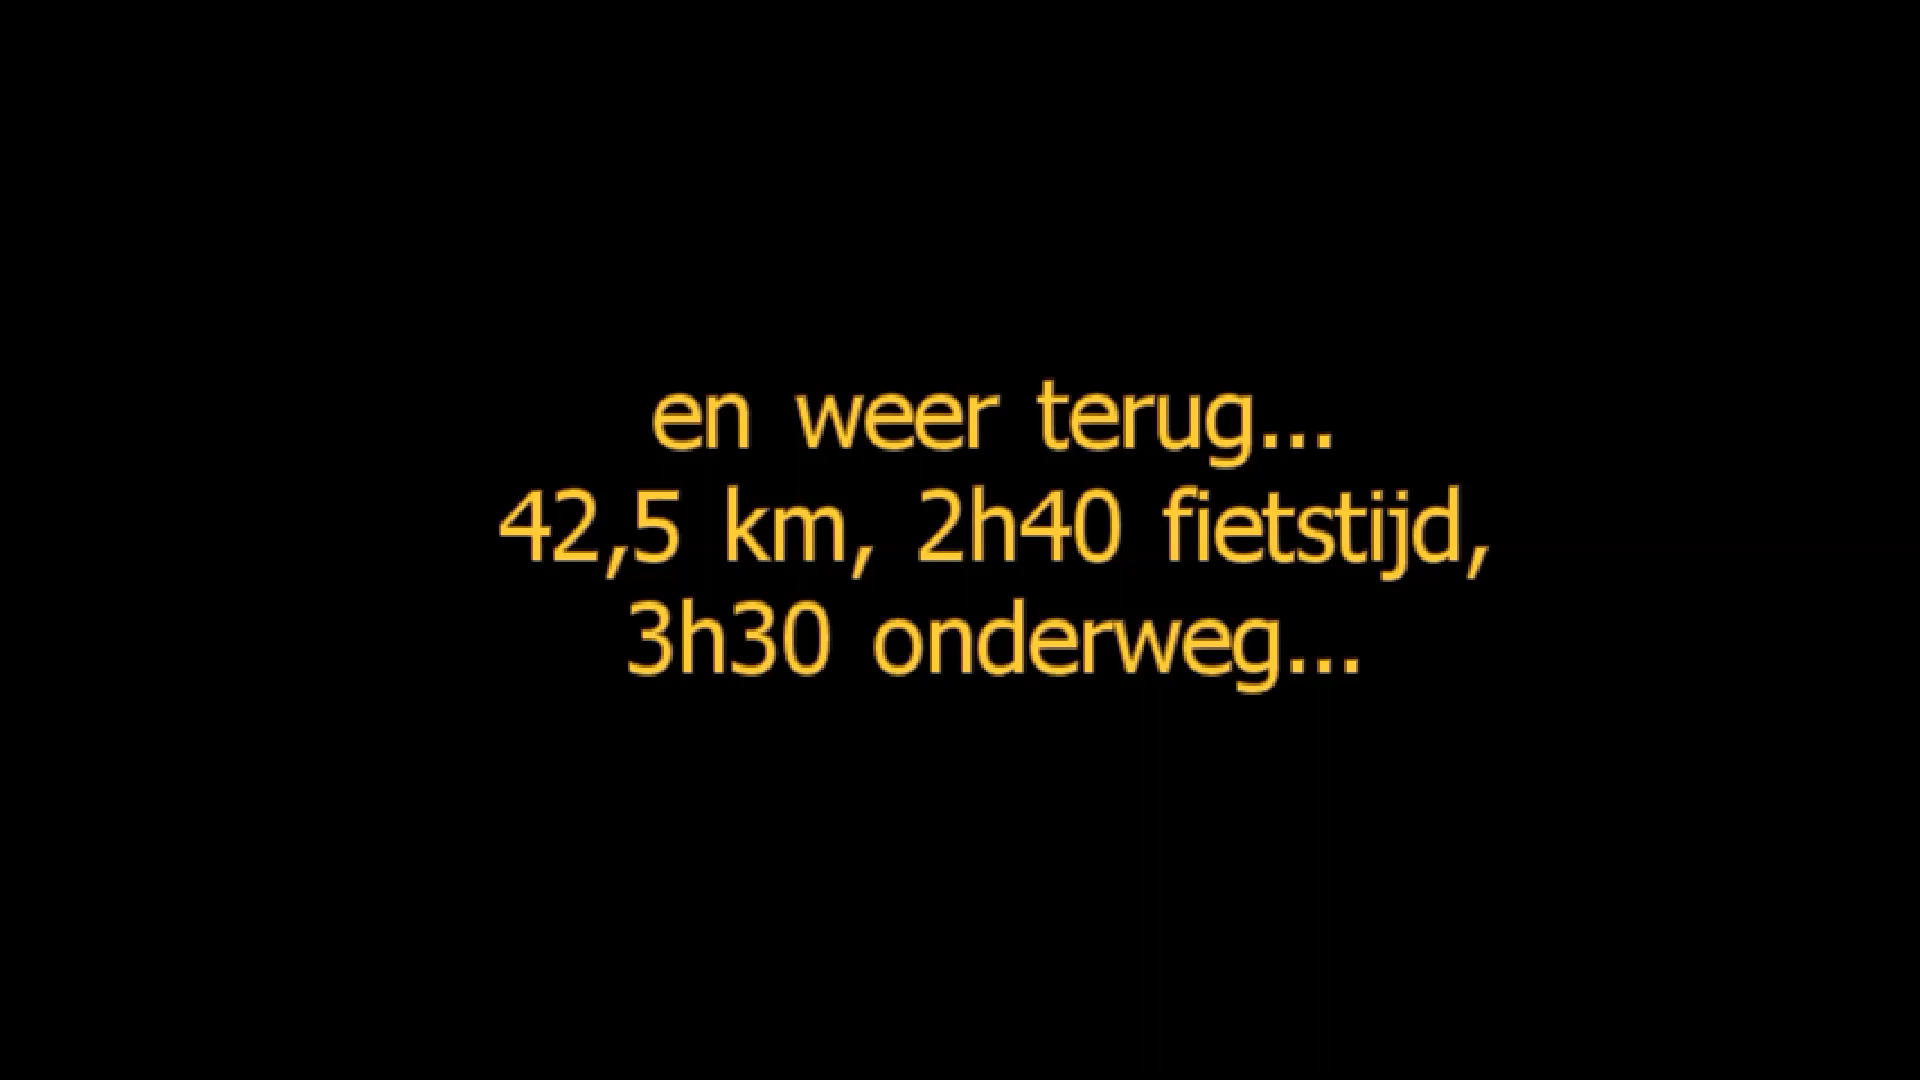 en weer terug...
42,5 km, 2h40 fietstijd,
3h30 onderweg...